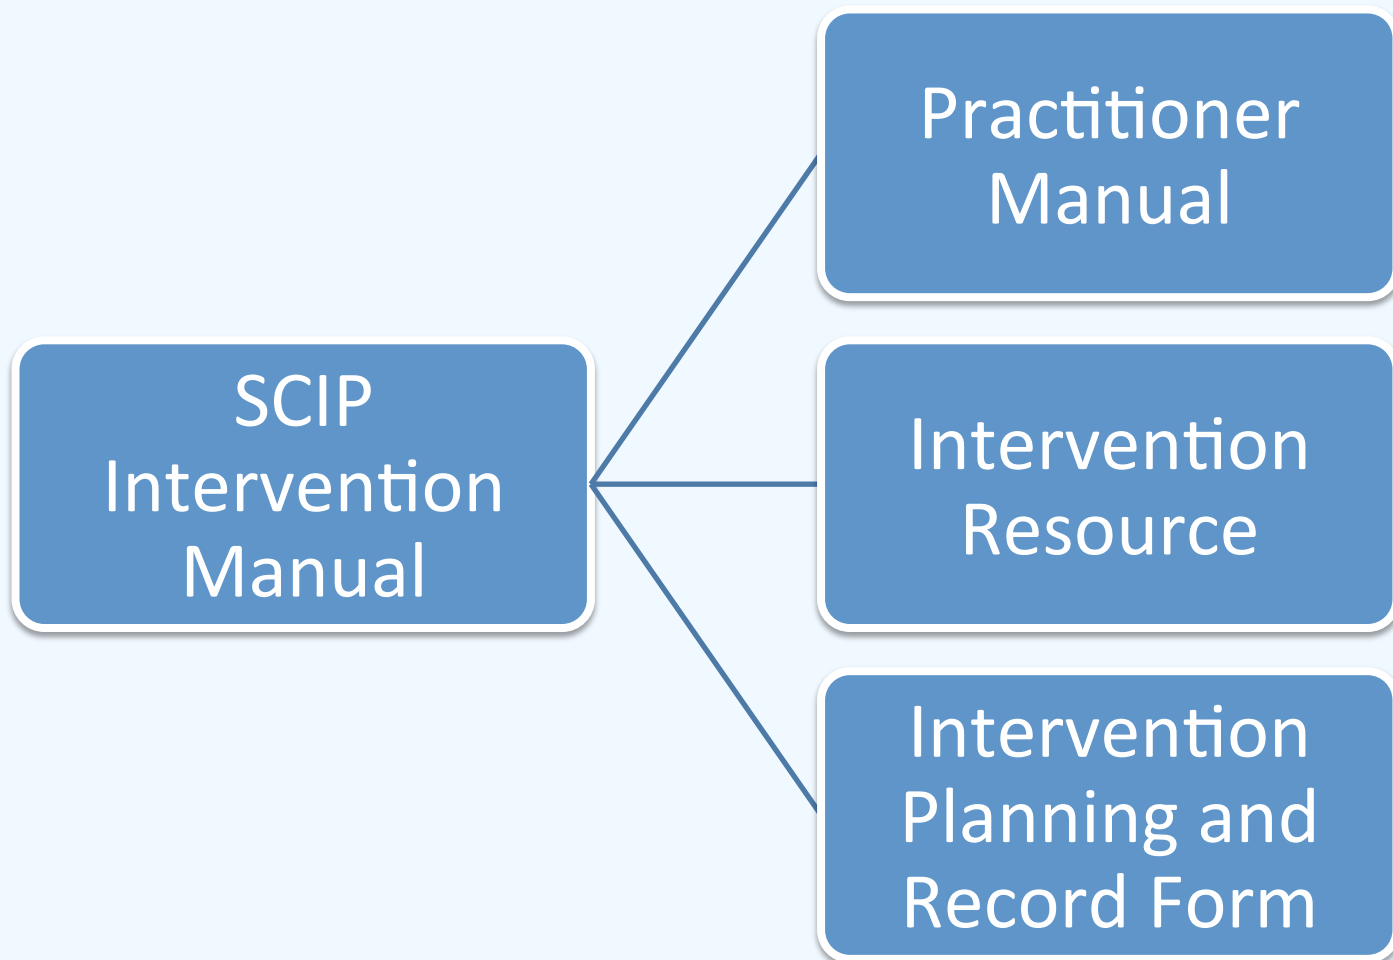 SCIP
Intervention
Manual
Practitioner
Manual
Intervention
Resource
Intervention
Planning and
Record Form